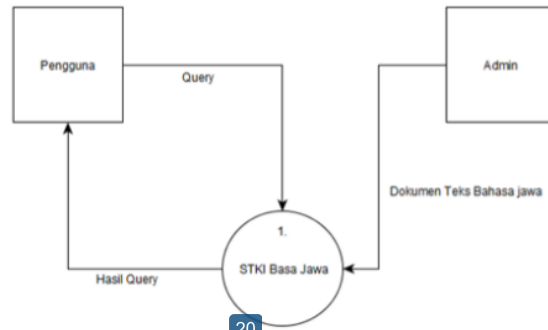 Pengguna
Query
Admin
Dokumen Teks Bahasa jawa
1.
STKI Basa Jawa
Hasil Query
20